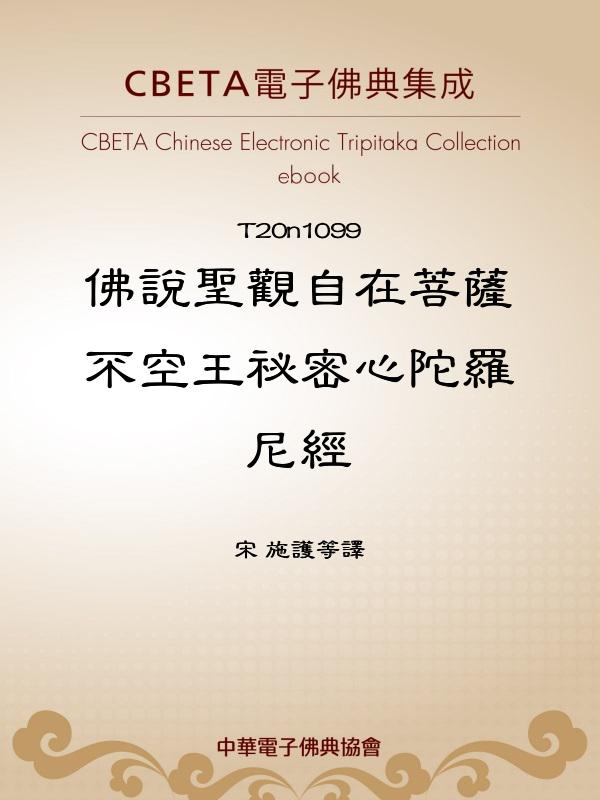 CBETA電子佛典集成
CBETA Chinese Electronic Tripitaka Collection
ebook
T20n1099
佛說聖觀自在菩薩
不空王祕密心陀羅
尼經
宋 施護等譯
中華電子佛典協會